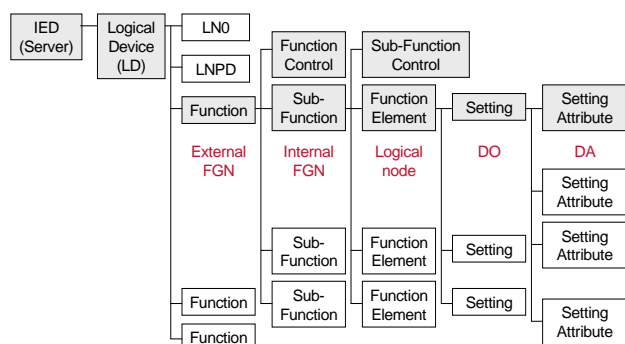 IED
(Server)
Logical
Device
(LD)
LN0
LNPD
Function
Control
Sub-Function
Control
Function
Sub-
Function
Function
Element
Setting
Setting
Attribute
External
FGN
Internal
FGN
Logical
node
DO
DA
Setting
Attribute
Sub-
Function
Function
Element
Setting
Setting
Attribute
Function
Sub-
Function
Function
Element
Setting
Setting
Attribute
Function